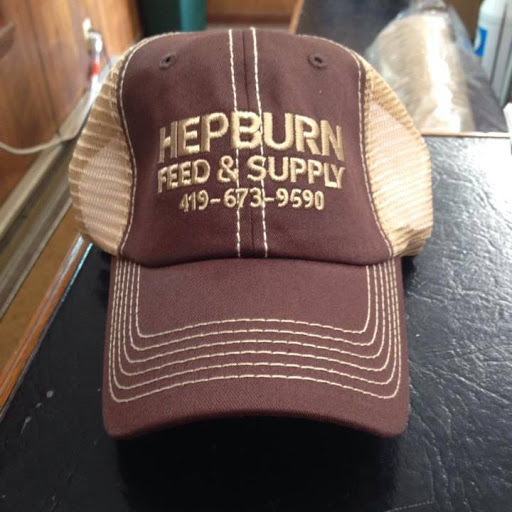 HEPBURN
FEED & SUPPLY
419-673-9590